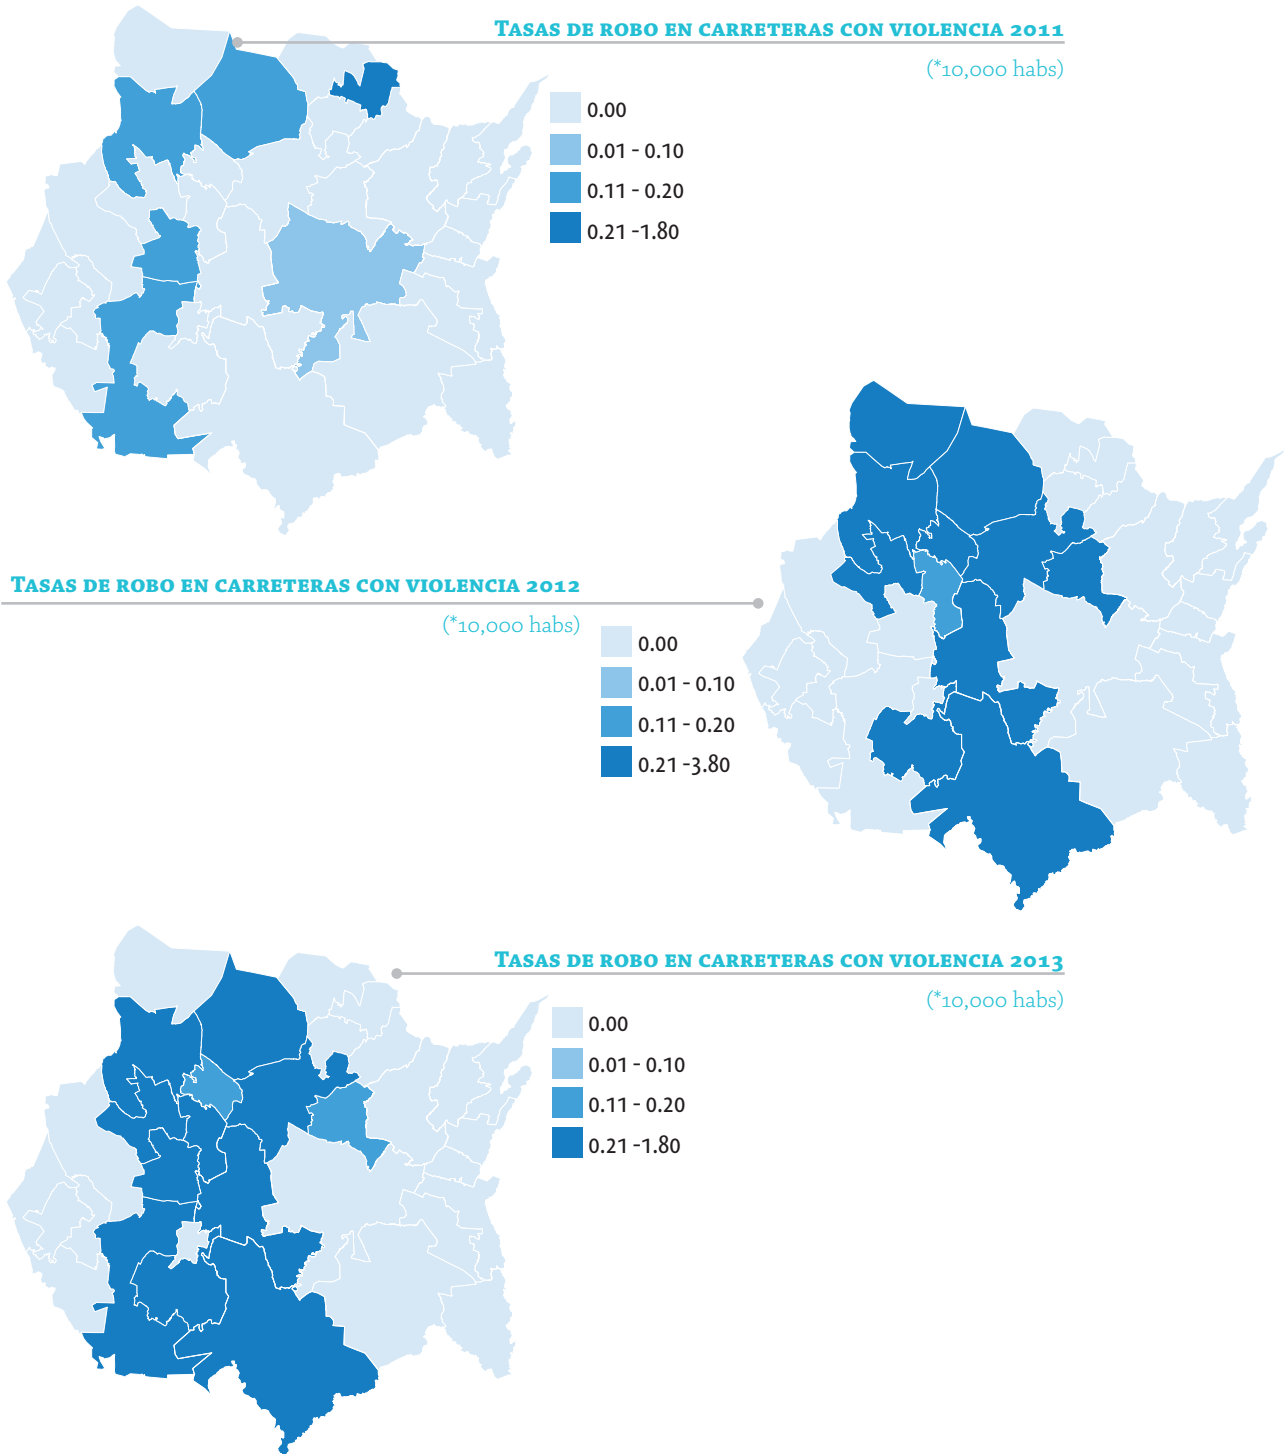 TASAS DE ROBO EN CARRETERAS CON VIOLENCIA 2011
(*10,000 habs)
0.00
0.01 - 0.10
0.11 - 0.20
0.21 -1.80
TASAS DE ROBO EN CARRETERAS CON VIOLENCIA 2012
(*10,000 habs)
0.00
0.01 - 0.10
0.11 - 0.20
0.21 -3.80
TASAS DE ROBO EN CARRETERAS CON VIOLENCIA 2013
(*10,000 habs)
0.00
0.01 - 0.10
0.11 - 0.20
0.21 -1.80